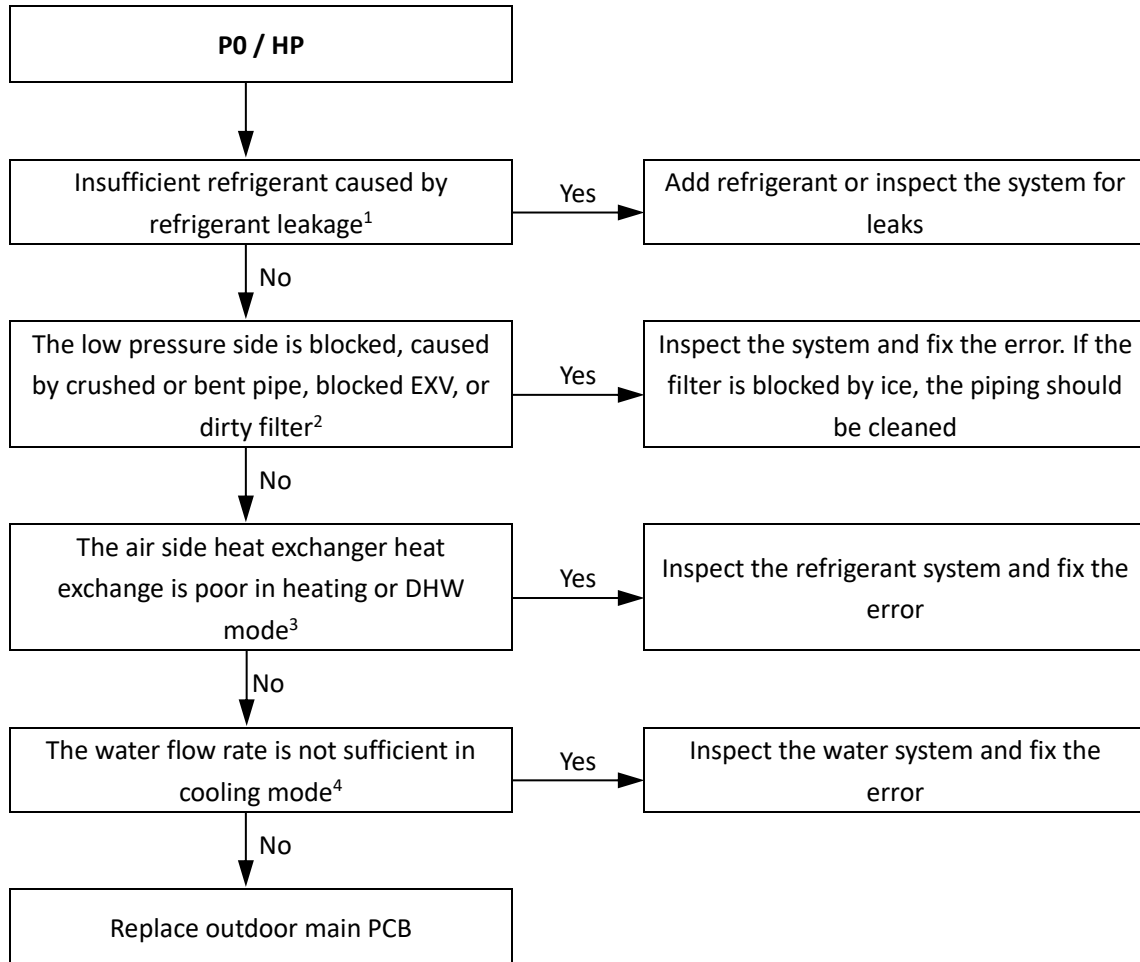 P0 / HP
Insufficient refrigerant caused by
refrigerant leakage¹
Yes
Add refrigerant or inspect the system for
leaks
No
The low pressure side is blocked, caused
by crushed or bent pipe, blocked EXV, or
dirty filter²
Yes
Inspect the system and fix the error. If the
filter is blocked by ice, the piping should
be cleaned
No
The air side heat exchanger heat
exchange is poor in heating or DHW
mode³
Yes
Inspect the refrigerant system and fix the
error
No
The water flow rate is not sufficient in
cooling mode⁴
Yes
Inspect the water system and fix the
error
No
Replace outdoor main PCB